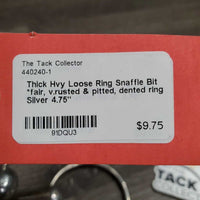 The Tack Collector
440240-1
Thick Hvy Loose Ring Snaffle Bit
*fair, v.rusted & pitted, dented ring
Silver 4.75"
91DQU3
$9.75
TACK